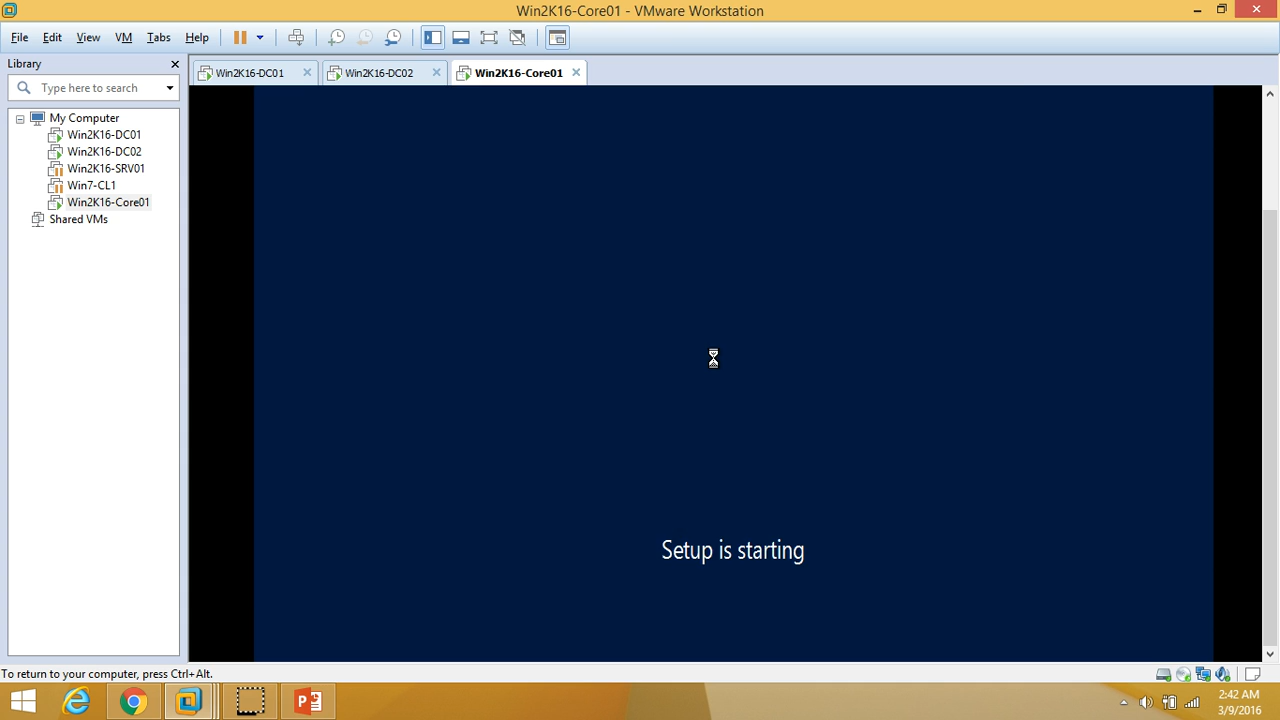 Win2K16-Core01 - VMware Workstation
File Edit View VM Tabs Help
Library
Type here to search
Win2K16-DC01
Win2K16-DC02
Win2K16-Core01
My Computer
Win2K16-DC01
Win2K16-DC02
Win2K16-SRV01
Win7-CL1
Win2K16-Core01
Shared VMs
Setup is starting
To return to your computer, press Ctrl+Alt.
2:42 AM
3/9/2016